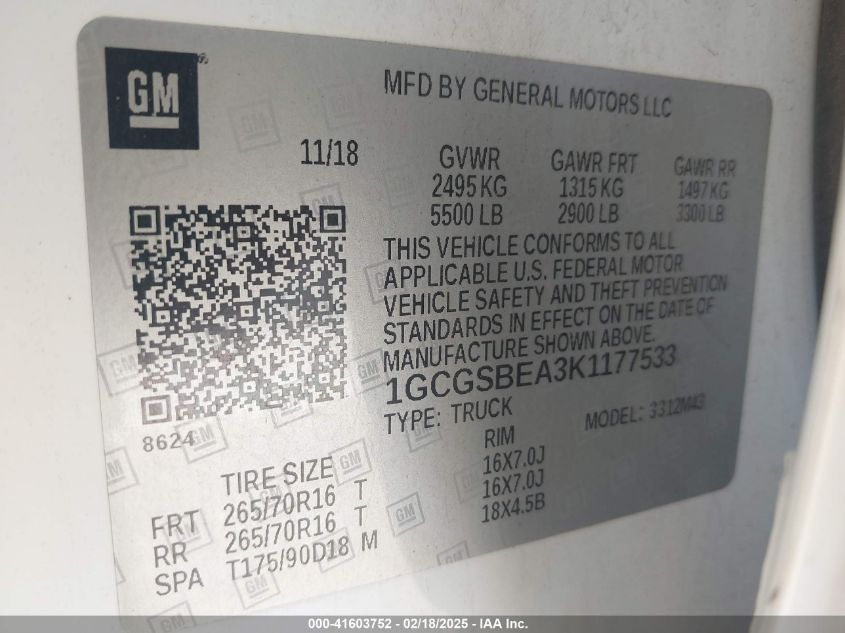 GM
MFD BY GENERAL MOTORS LLC
11/18
GVWR GAWR FRT GAWR RR
2495 KG 1315 KG 1497 KG
5500 LB 2900 LB 3300 LB
THIS VEHICLE CONFORMS TO ALL
APPLICABLE U.S. FEDERAL MOTOR
VEHICLE SAFETY AND THEFT PREVENTION
STANDARDS IN EFFECT ON THE DATE OF
MANUFACTURE SHOWN ABOVE.
1GCGSBEA3K1177533
TYPE: TRUCK MODEL: 3312M43
8624
TIRE SIZE RIM
FRT 265/70R16 T 16X7.0J
RR 265/70R16 T 16X7.0J
SPA T175/90D18 M 18X4.5B
000-41603752 - 02/18/2025 - IAA Inc.